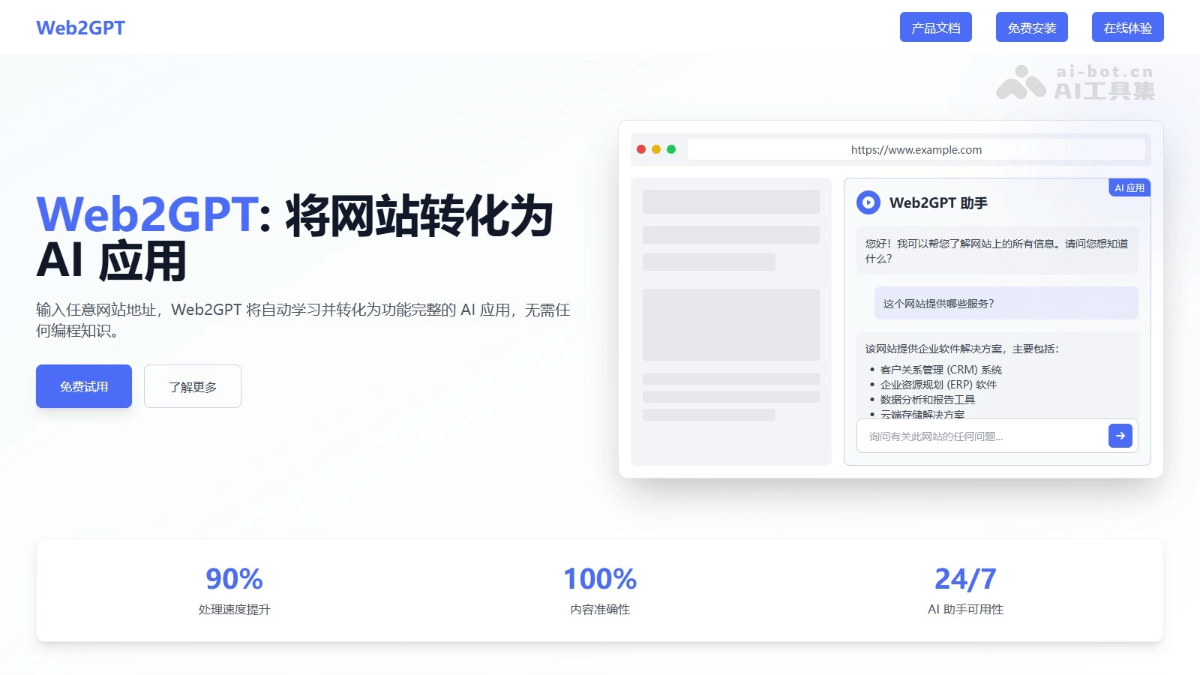 Web2GPT
产品文档
免费安装
在线体验
ai-bot.cn
AI工具集
Web2GPT: 将网站转化为
AI 应用
输入任意网站地址，Web2GPT 将自动学习并转化为功能完整的 AI 应用，无需任
何编程知识。
免费试用
了解更多
https://www.example.com
AI 应用
Web2GPT 助手
您好！我可以帮您了解网站上的所有信息。请问您想知道
什么？
这个网站提供哪些服务？
该网站提供企业软件解决方案，主要包括：
• 客户关系管理 (CRM) 系统
• 企业资源规划 (ERP) 软件
• 数据分析和报告工具
• 云端存储解决方案
询问有关此网站的任何问题...
90%
处理速度提升
100%
内容准确性
24/7
AI 助手可用性